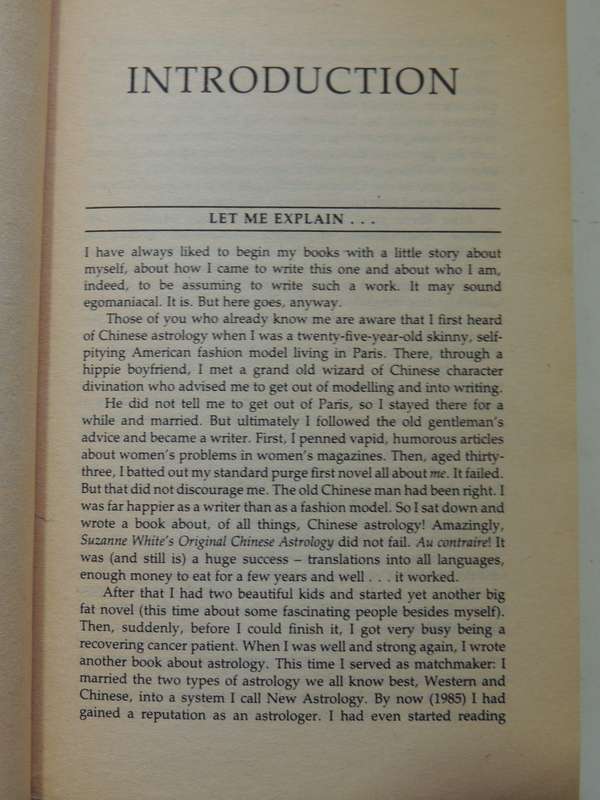 INTRODUCTION
LET ME EXPLAIN . . .
I have always liked to begin my books with a little story about
myself, about how I came to write this one and about who I am,
indeed, to be assuming to write such a work. It may sound
egomaniacal. It is. But here goes, anyway.
Those of you who already know me are aware that I first heard
of Chinese astrology when I was a twenty-five-year-old skinny, self-
pitying American fashion model living in Paris. There, through a
hippie boyfriend, I met a grand old wizard of Chinese character
divination who advised me to get out of modelling and into writing.
He did not tell me to get out of Paris, so I stayed there for a
while and married. But ultimately I followed the old gentleman's
advice and became a writer. First, I penned vapid, humorous articles
about women's problems in women's magazines. Then, aged thirty-
three, I batted out my standard purge first novel all about me. It failed.
But that did not discourage me. The old Chinese man had been right. I
was far happier as a writer than as a fashion model. So I sat down and
wrote a book about, of all things, Chinese astrology! Amazingly,
Suzanne White's Original Chinese Astrology did not fail. Au contraire! It
was (and still is) a huge success – translations into all languages,
enough money to eat for a few years and well . . . it worked.
After that I had two beautiful kids and started yet another big
fat novel (this time about some fascinating people besides myself).
Then, suddenly, before I could finish it, I got very busy being a
recovering cancer patient. When I was well and strong again, I wrote
another book about astrology. This time I served as matchmaker: I
married the two types of astrology we all know best, Western and
Chinese, into a system I call New Astrology. By now (1985) I had
gained a reputation as an astrologer. I had even started reading